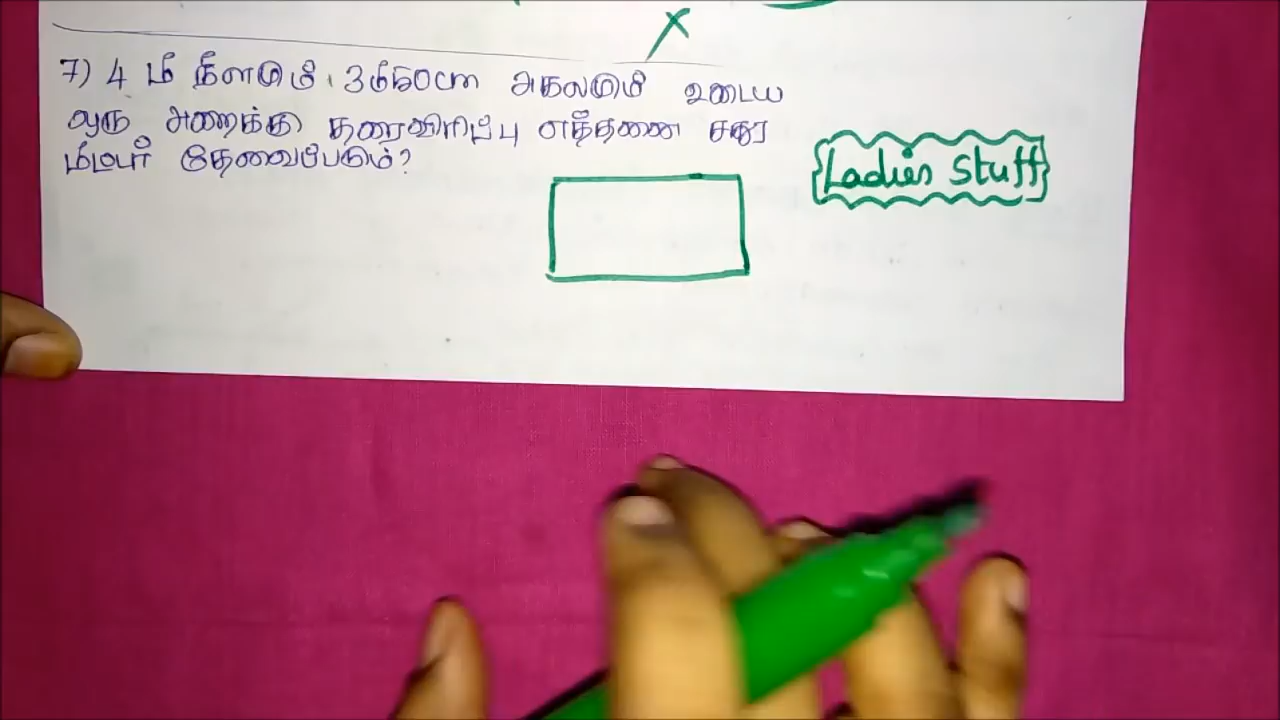 7) 4 மீ நீளமும், 3மீ50செமீ அகலமும் உடைய
ஒரு அறைக்கு தரைவிரிப்பு எத்தனை சதுர
மீட்டர் தேவைப்படும்?
Ladies Stuff